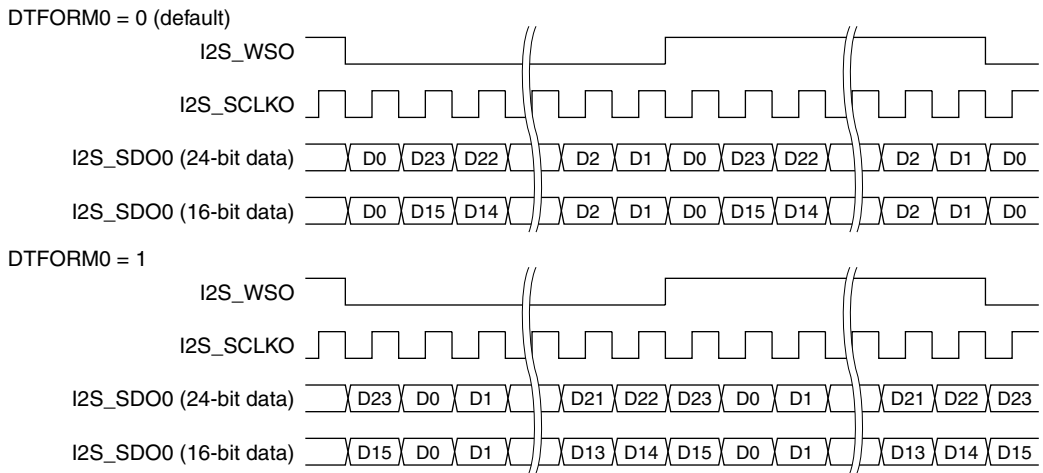 DTFORM0 = 0 (default)
I2S_WSO
I2S_SCLKO
I2S_SDO0 (24-bit data) D0 D23 D22 D2 D1 D0 D23 D22 D2 D1 D0
I2S_SDO0 (16-bit data) D0 D15 D14 D2 D1 D0 D15 D14 D2 D1 D0
DTFORM0 = 1
I2S_WSO
I2S_SCLKO
I2S_SDO0 (24-bit data) D23 D0 D1 D21 D22 D23 D0 D1 D21 D22 D23
I2S_SDO0 (16-bit data) D15 D0 D1 D13 D14 D15 D0 D1 D13 D14 D15